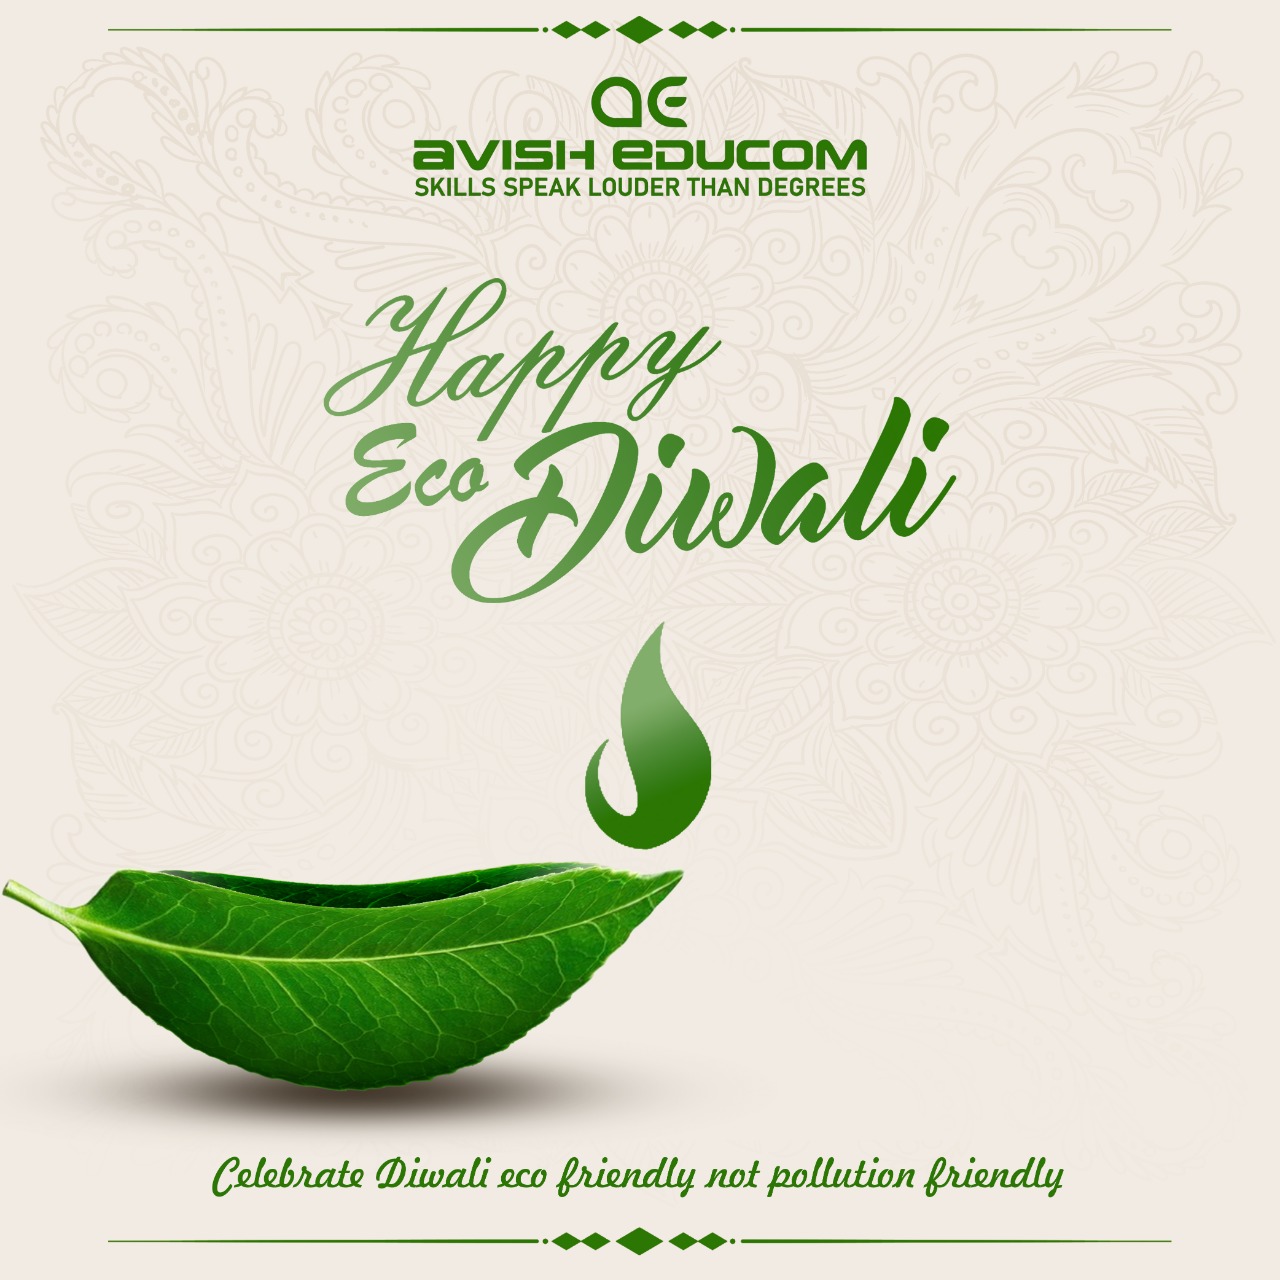 AE
AVISH EDUCOM
SKILLS SPEAK LOUDER THAN DEGREES
Happy
Eco Diwali
Celebrate Diwali eco friendly not pollution friendly